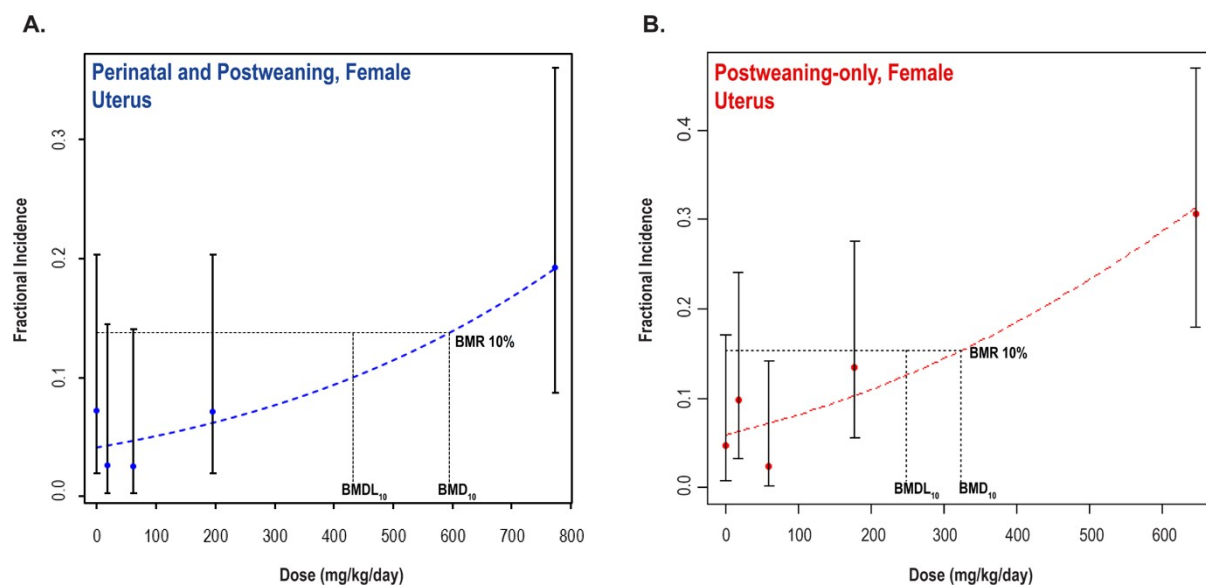 A.
Perinatal and Postweaning, Female
Uterus
Fractional Incidence
0.3
0.2
0.1
0.0
BMR 10%
BMDL₁₀
BMD₁₀
0 100 200 300 400 500 600 700 800
Dose (mg/kg/day)
B.
Postweaning-only, Female
Uterus
Fractional Incidence
0.4
0.3
0.2
0.1
0.0
BMR 10%
BMDL₁₀
BMD₁₀
0 100 200 300 400 500 600
Dose (mg/kg/day)